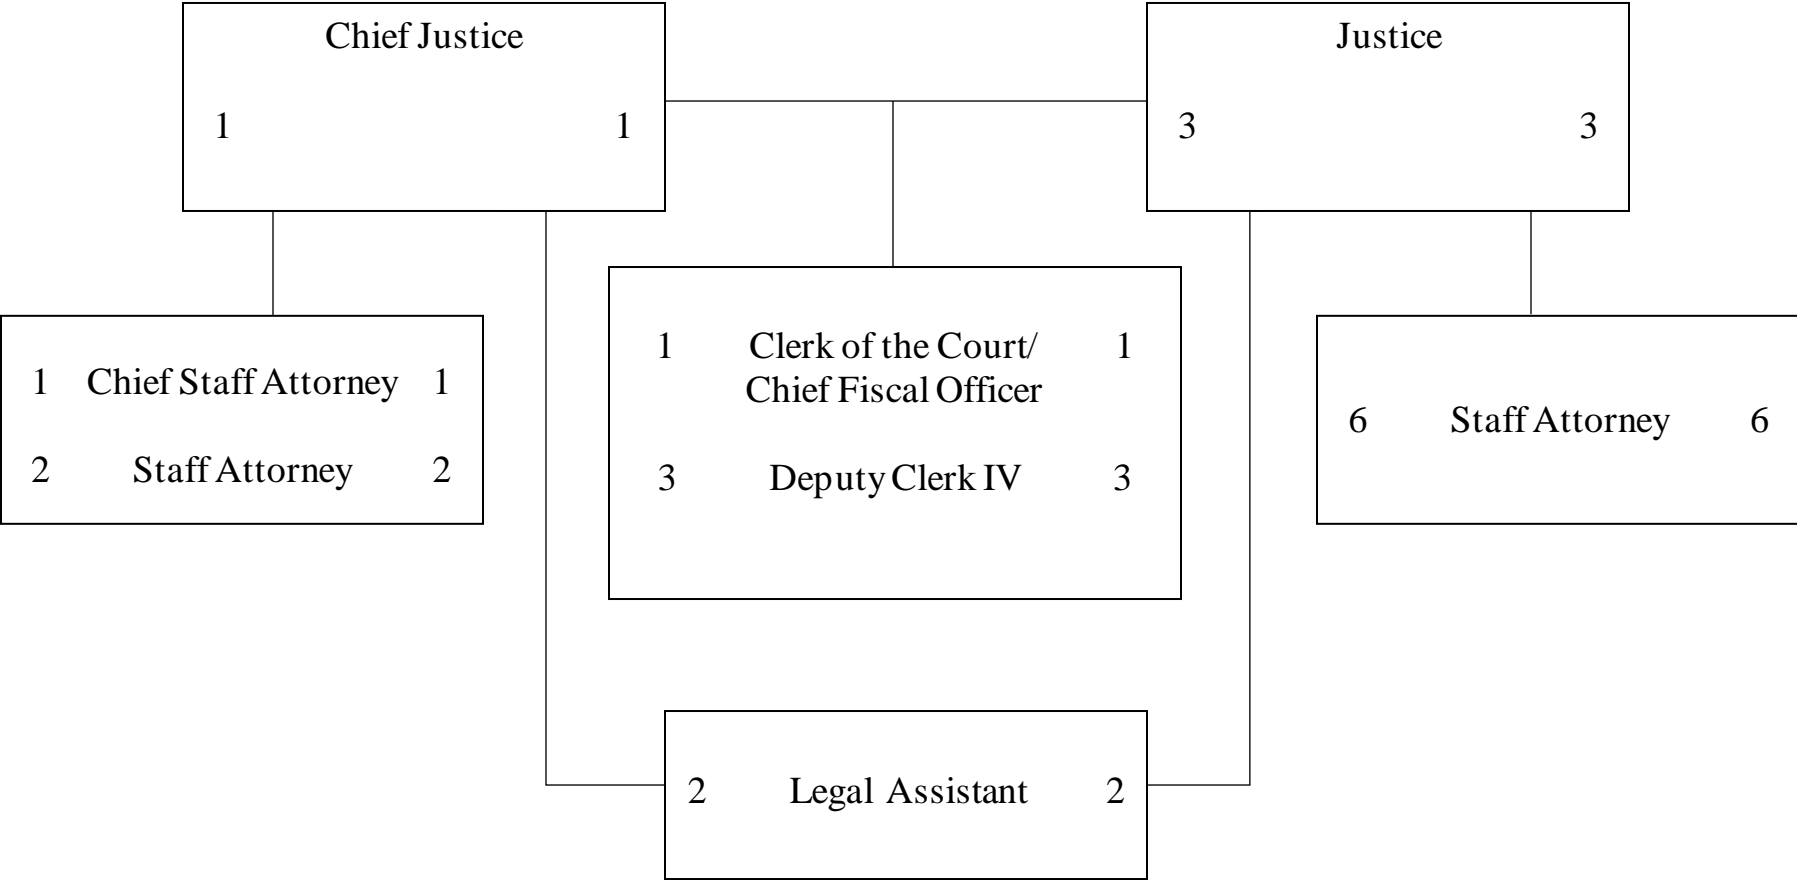 Chief Justice
1 1
Justice
3 3
1 Chief Staff Attorney 1
2 Staff Attorney 2
1 Clerk of the Court/ 1
Chief Fiscal Officer
3 Deputy Clerk IV 3
6 Staff Attorney 6
2 Legal Assistant 2